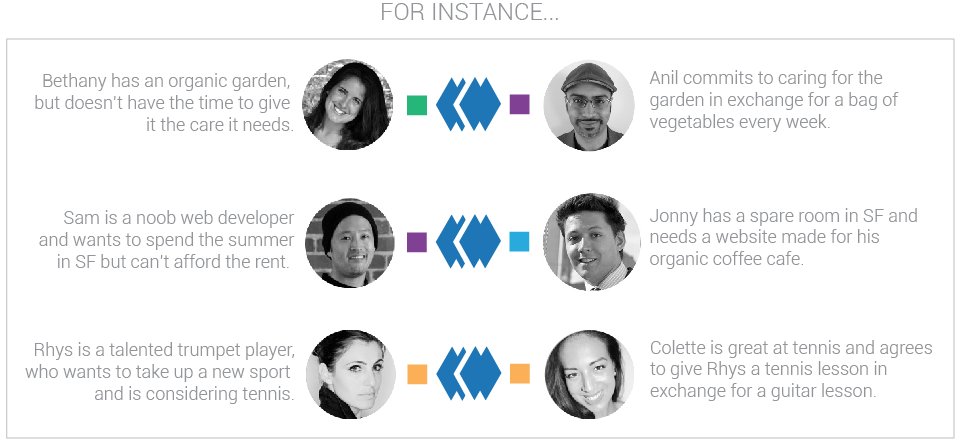 FOR INSTANCE...
Bethany has an organic garden,
but doesn't have the time to give
it the care it needs.
Anil commits to caring for the
garden in exchange for a bag of
vegetables every week.
Sam is a noob web developer
and wants to spend the summer
in SF but can't afford the rent.
Jonny has a spare room in SF and
needs a website made for his
organic coffee cafe.
Rhys is a talented trumpet player,
who wants to take up a new sport
and is considering tennis.
Colette is great at tennis and agrees
to give Rhys a tennis lesson in
exchange for a guitar lesson.